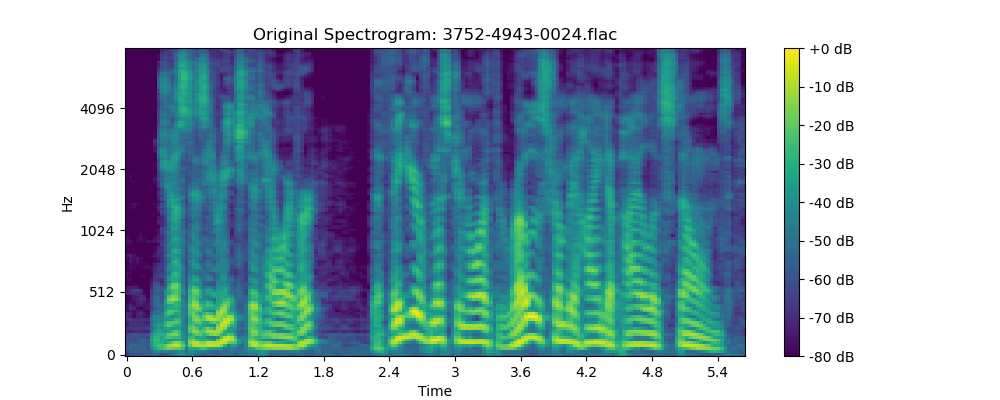 Original Spectrogram: 3752-4943-0024.flac
Hz
4096
2048
1024
512
0
0 0.6 1.2 1.8 2.4 3 3.6 4.2 4.8 5.4
Time
+0 dB
-10 dB
-20 dB
-30 dB
-40 dB
-50 dB
-60 dB
-70 dB
-80 dB